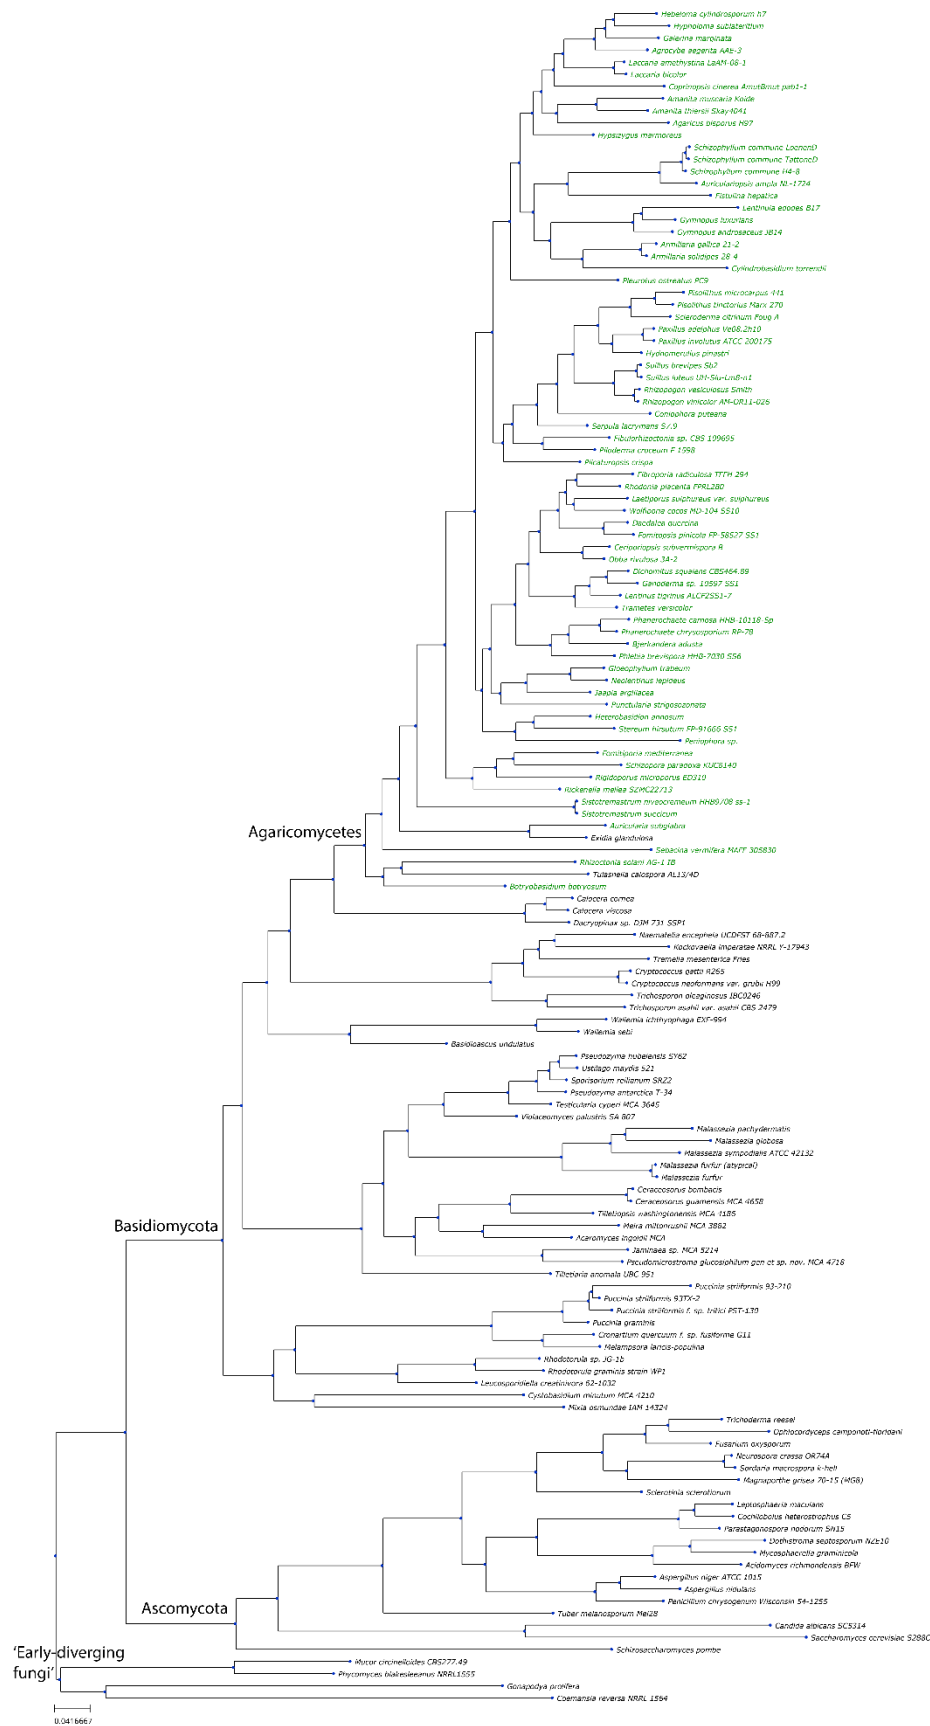 Hebeloma cylindrosporum h7
Hypholoma sublateritium
Galerina marginata
Agrocybe aegerita AAE-3
Laccaria amethystina LaAM-08-1
Laccaria bicolor
Coprinopsis cinerea AmutBmut pab1-1
Amanita muscaria Koide
Amanita thiersii Skay4041
Agaricus bisporus H97
Hypsizygus marmoreus
Schizophyllum commune LoenenD
Schizophyllum commune TattoneD
Schizophyllum commune H4-8
Auriculariopsis ampla NL-1724
Fistulina hepatica
Lentinula edodes B17
Gymnopus luxurians
Gymnopus androsaceus JB14
Armillaria gallica 21-2
Armillaria solidipes 28-4
Cylindrobasidium torrendii
Pleurotus ostreatus PC9
Pisolithus microcarpus 441
Pisolithus tinctorius Marx 270
Scleroderma citrinum Foug A
Paxillus adelphus Ve08.2h10
Paxillus involutus ATCC 200175
Hydnomerulius pinastri
Suillus brevipes Sb2
Suillus luteus UH-Slu-Lm8-n1
Rhizopogon vesiculosus Smith
Rhizopogon vinicolor AM-OR11-026
Coniophora puteana
Serpula lacrymans S7.9
Fibulorhizoctonia sp. CBS 109695
Piloderma croceum F 1598
Plicaturopsis crispa
Fibroporia radiculosa TFFH 294
Rhodonia placenta FPRL280
Laetiporus sulphureus var. sulphureus
Wolfiporia cocos MD-104 SS10
Daedalea quercina
Fomitopsis pinicola FP-58527 SS1
Ceriporiopsis subvermispora B
Obba rivulosa 3A-2
Dichomitus squalens CBS464.89
Ganoderma sp. 10597 SS1
Lentinus tigrinus ALCF2SS1-7
Trametes versicolor
Phanerochaete carnosa HHB-10118-Sp
Phanerochaete chrysosporium RP-78
Bjerkandera adusta
Phlebia brevispora HHB-7030 SS6
Gloeophyllum trabeum
Neolentinus lepideus
Jaapia argillacea
Punctularia strigosozonata
Heterobasidion annosum
Stereum hirsutum FP-91666 SS1
Peniophora sp.
Fomitiporia mediterranea
Schizopora paradoxa KUC8140
Rigidoporus microporus ED310
Rickenella mellea SZMC22713
Sistotremastrum niveocremeum HHB9708 ss-1
Sistotremastrum suecicum
Auricularia subglabra
Agaricomycetes
Exidia glandulosa
Sebacina vermifera MAFF 305830
Rhizoctonia solani AG-1 IB
Tulasnella calospora AL13/4D
Botryobasidium botryosum
Calocera cornea
Calocera viscosa
Dacryopinax sp. DJM 731 SSP1
Naematelia encephela UCDFST 68-887.2
Kockovaella imperatae NRRL Y-17943
Tremella mesenterica Fries
Cryptococcus gattii R265
Cryptococcus neoformans var. grubii H99
Trichosporon oleaginosus IBC0246
Trichosporon asahii var. asahii CBS 2479
Wallemia ichthyophaga EXF-994
Wallemia sebi
Basidioascus undulatus
Pseudozyma hubeiensis SY62
Ustilago maydis 521
Sporisorium reilianum SRZ2
Pseudozyma antarctica T-34
Testicularia cyperi MCA 3645
Violaceomyces palustris SA 807
Malassezia pachydermatis
Malassezia globosa
Malassezia sympodialis ATCC 42132
Malassezia furfur (atypical)
Malassezia furfur
Ceraceosorus bombacis
Ceraceosorus guamensis MCA 4658
Tilletiopsis washingtonensis MCA 4186
Basidiomycota
Meira miltonrushii MCA 3882
Acaromyces ingoldii MCA
Jaminaea sp. MCA 5214
Pseudomicrostroma glucosiphilum gen et sp. nov. MCA 4718
Tilletiaria anomala UBC 951
Puccinia striiformis 93-210
Puccinia striiformis 93TX-2
Puccinia striiformis f. sp. tritici PST-130
Puccinia graminis
Cronartium quercuum f. sp. fusiforme G11
Melampsora laricis-populina
Rhodotorula sp. JG-1b
Rhodotorula graminis strain WP1
Leucosporidiella creatinivora 62-1032
Cystobasidium minutum MCA 4210
Mixia osmundae IAM 14324
Trichoderma reesei
Ophiocordyceps camponoti-floridani
Fusarium oxysporum
Neurospora crassa OR74A
Sordaria macrospora k-hell
Magnaporthe grisea 70-15 (MG8)
Sclerotinia sclerotiorum
Leptosphaeria maculans
Cochliobolus heterostrophus C5
Parastagonospora nodorum SN15
Dothistroma septosporum NZE10
Mycosphaerella graminicola
Acidomyces richmondensis BFW
Aspergillus niger ATCC 1015
Aspergillus nidulans
Penicillium chrysogenum Wisconsin 54-1255
Ascomycota
Tuber melanosporum Mel28
Candida albicans SC5314
Saccharomyces cerevisiae S288C
Schizosaccharomyces pombe
'Early-diverging
fungi'
Mucor circinelloides CBS277.49
Phycomyces blakesleeanus NRRL1555
Gonapodya prolifera
Coemansia reversa NRRL 1564
0.0416667